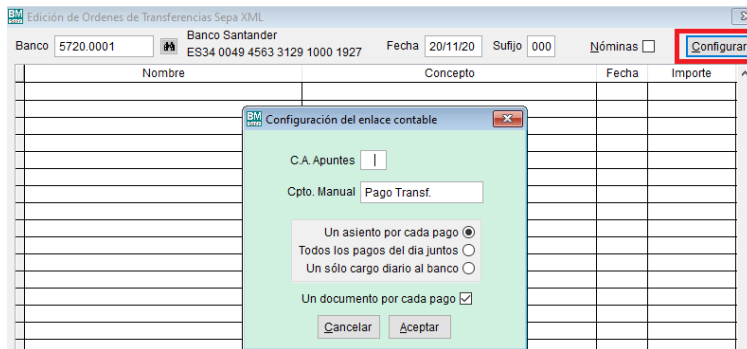 BM Edición de Ordenes de Transferencias Sepa XML
Banco 5720.0001 Banco Santander
ES34 0049 4563 3129 1000 1927 Fecha 20/11/20 Sufijo 000 Nóminas Configurar
Nombre Concepto Fecha Importe
BM Configuración del enlace contable
C.A. Apuntes
Cpto. Manual Pago Transf.
Un asiento por cada pago
Todos los pagos del dia juntos
Un sólo cargo diario al banco
Un documento por cada pago
Cancelar Aceptar